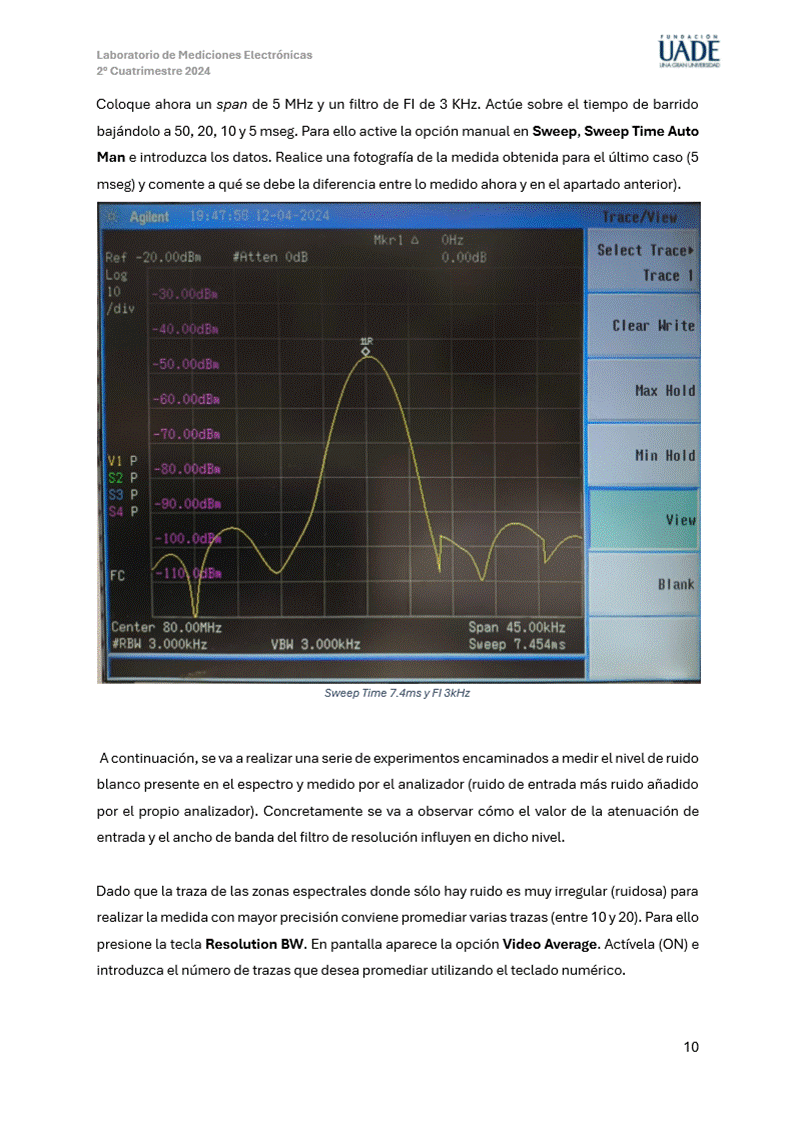 Laboratorio de Mediciones Electrónicas
2º Cuatrimestre 2024
FUNDACIÓN
UADE
UNA GRAN UNIVERSIDAD
Coloque ahora un span de 5 MHz y un filtro de FI de 3 KHz. Actúe sobre el tiempo de barrido
bajándolo a 50, 20, 10 y 5 mseg. Para ello active la opción manual en Sweep, Sweep Time Auto
Man e introduzca los datos. Realice una fotografía de la medida obtenida para el último caso (5
mseg) y comente a qué se debe la diferencia entre lo medido ahora y en el apartado anterior).
Agilent 19:47:56 12-04-2024 Trace/View
Mkr1 Δ 0Hz
Ref -20.00dBm #Atten 0dB 0.00dB
Log
10
/div
-30.00dBm
-40.00dBm
1R
-50.00dBm
-60.00dBm
-70.00dBm
-80.00dBm
-90.00dBm
-100.00dBm
-110.0dBm
V1 P
S2 P
S3 P
S4 P
FC
Center 80.00MHz Span 45.00kHz
#RBW 3.000kHz VBW 3.000kHz Sweep 7.454ms
Select Trace▸
Trace 1
Clear Write
Max Hold
Min Hold
View
Blank
Sweep Time 7.4ms y FI 3kHz
A continuación, se va a realizar una serie de experimentos encaminados a medir el nivel de ruido
blanco presente en el espectro y medido por el analizador (ruido de entrada más ruido añadido
por el propio analizador). Concretamente se va a observar cómo el valor de la atenuación de
entrada y el ancho de banda del filtro de resolución influyen en dicho nivel.
Dado que la traza de las zonas espectrales donde sólo hay ruido es muy irregular (ruidosa) para
realizar la medida con mayor precisión conviene promediar varias trazas (entre 10 y 20). Para ello
presione la tecla Resolution BW. En pantalla aparece la opción Video Average. Actívela (ON) e
introduzca el número de trazas que desea promediar utilizando el teclado numérico.
10